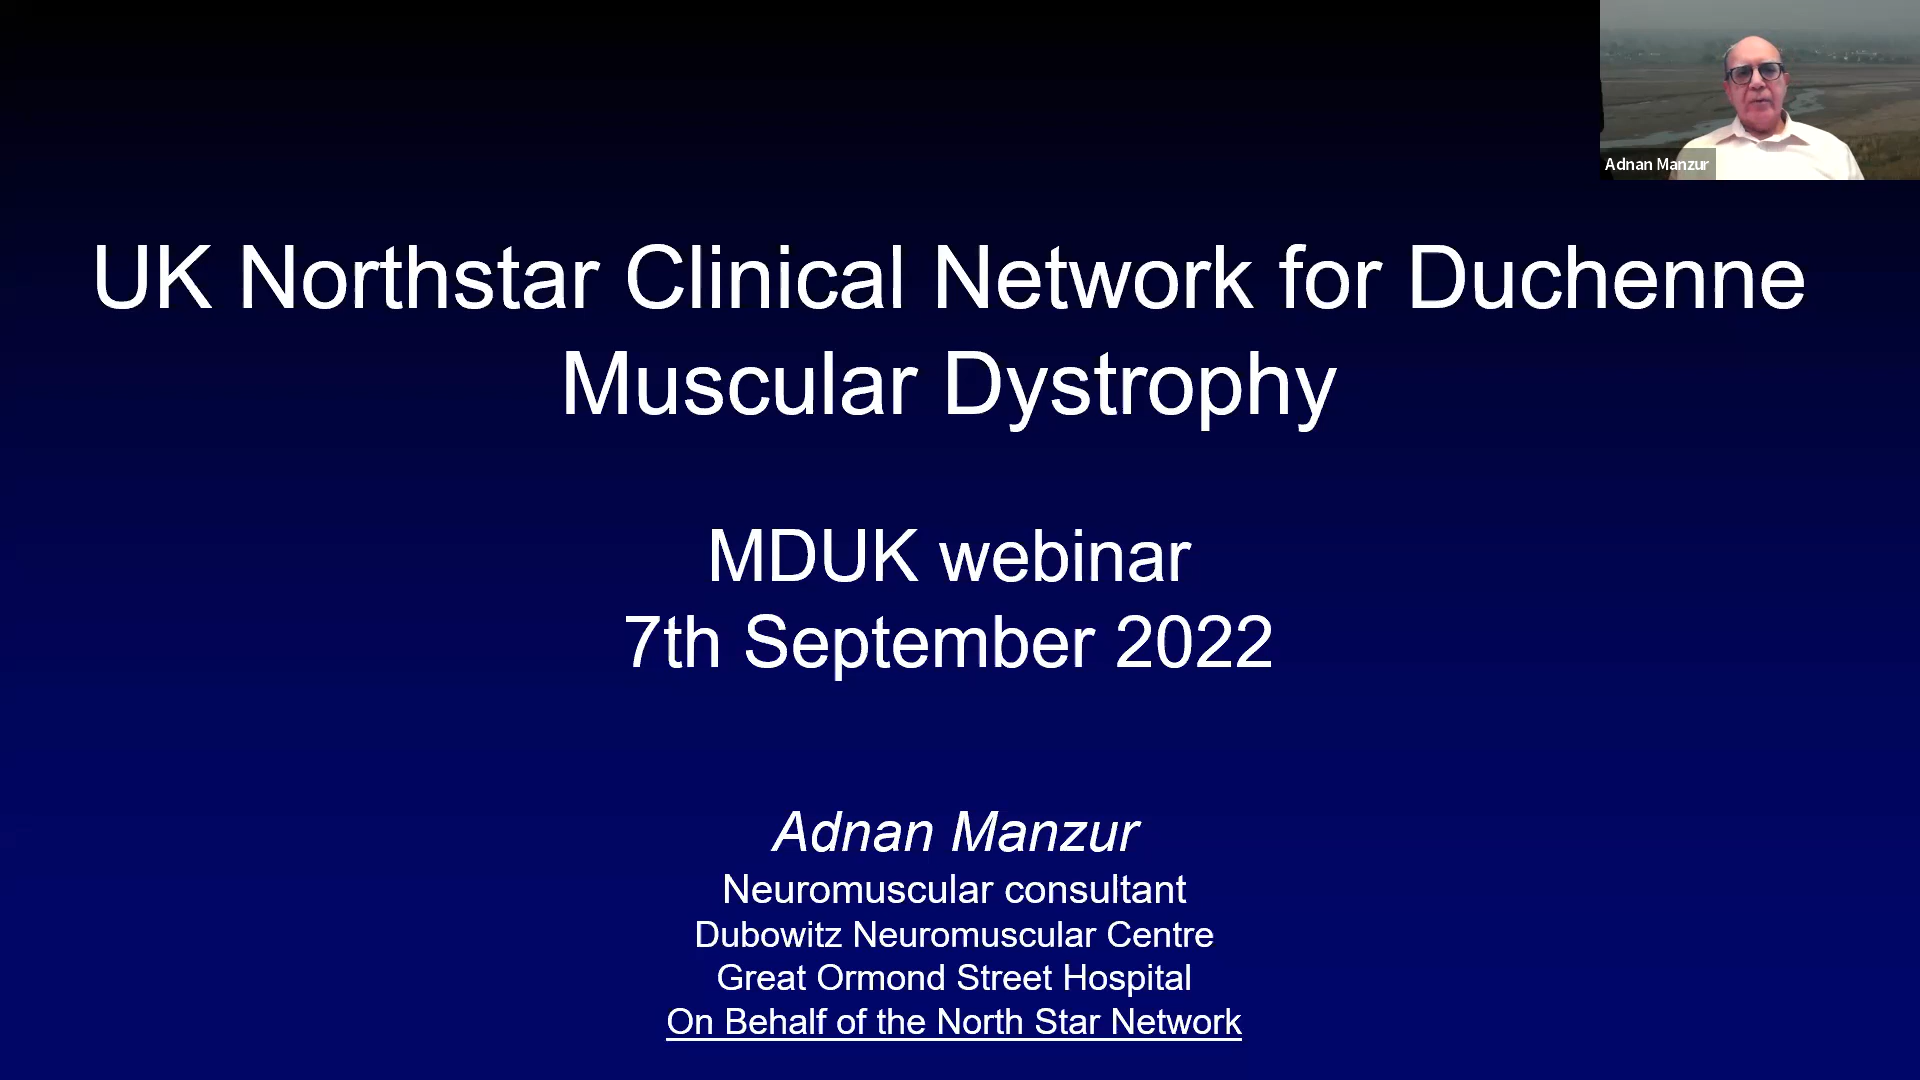 Adnan Manzur
UK Northstar Clinical Network for Duchenne
Muscular Dystrophy
MDUK webinar
7th September 2022
Adnan Manzur
Neuromuscular consultant
Dubowitz Neuromuscular Centre
Great Ormond Street Hospital
On Behalf of the North Star Network